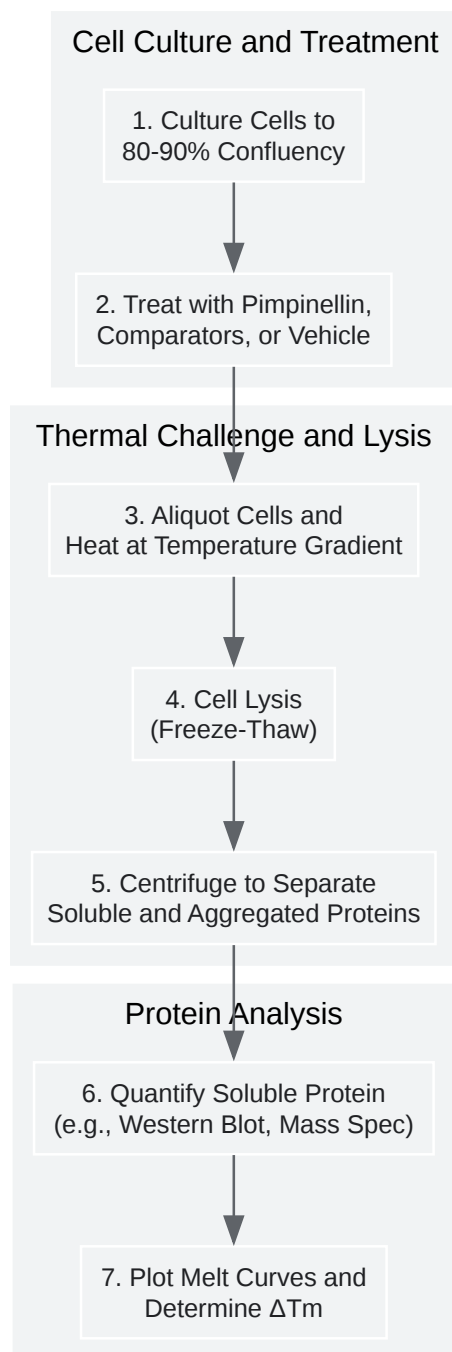 Cell Culture and Treatment
1. Culture Cells to
80-90% Confluency
2. Treat with Pimpinellin,
Comparators, or Vehicle
Thermal Challenge and Lysis
3. Aliquot Cells and
Heat at Temperature Gradient
4. Cell Lysis
(Freeze-Thaw)
5. Centrifuge to Separate
Soluble and Aggregated Proteins
Protein Analysis
6. Quantify Soluble Protein
(e.g., Western Blot, Mass Spec)
7. Plot Melt Curves and
Determine ΔTm